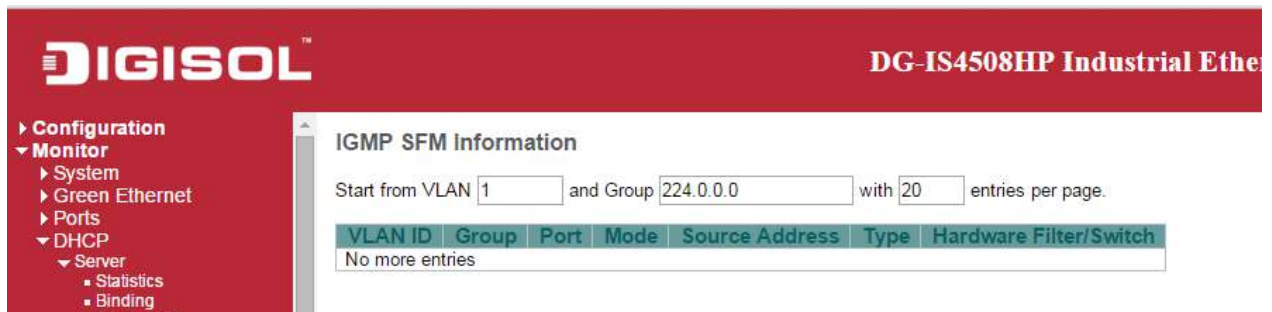 DIGISOL™
DG-IS4508HP Industrial Ether
Configuration
Monitor
System
Green Ethernet
Ports
DHCP
Server
Statistics
Binding
IGMP SFM Information
Start from VLAN 1 and Group 224.0.0.0 with 20 entries per page.
VLAN ID Group Port Mode Source Address Type Hardware Filter/Switch
No more entries